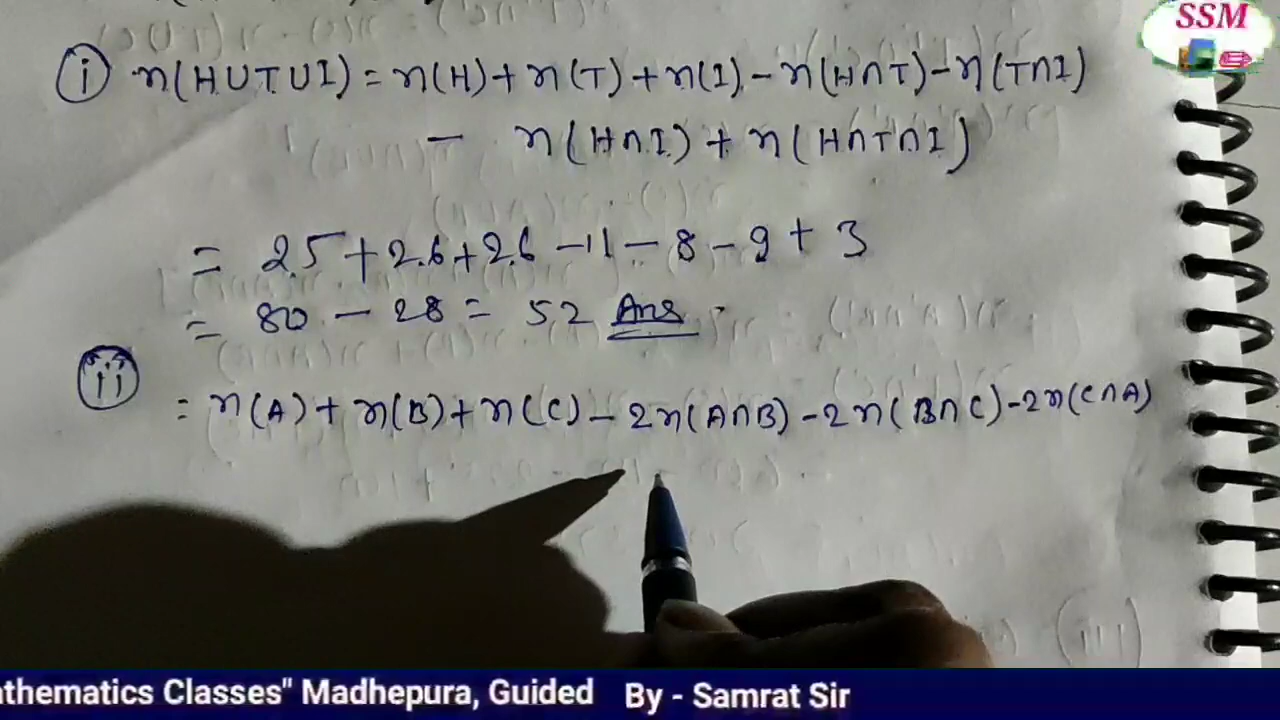 SSM
(i) n(H∪T∪I) = n(H) + n(T) + n(I) - n(H∩T) - n(T∩I)
- n(H∩I) + n(H∩T∩I)
= 25 + 26 + 26 - 11 - 8 - 9 + 3
= 80 - 28 = 52 Ans
(ii)
= n(A) + n(B) + n(C) - 2n(A∩B) - 2n(B∩C) - 2n(C∩A)
(iii)
athematics Classes" Madhepura, Guided By - Samrat Sir